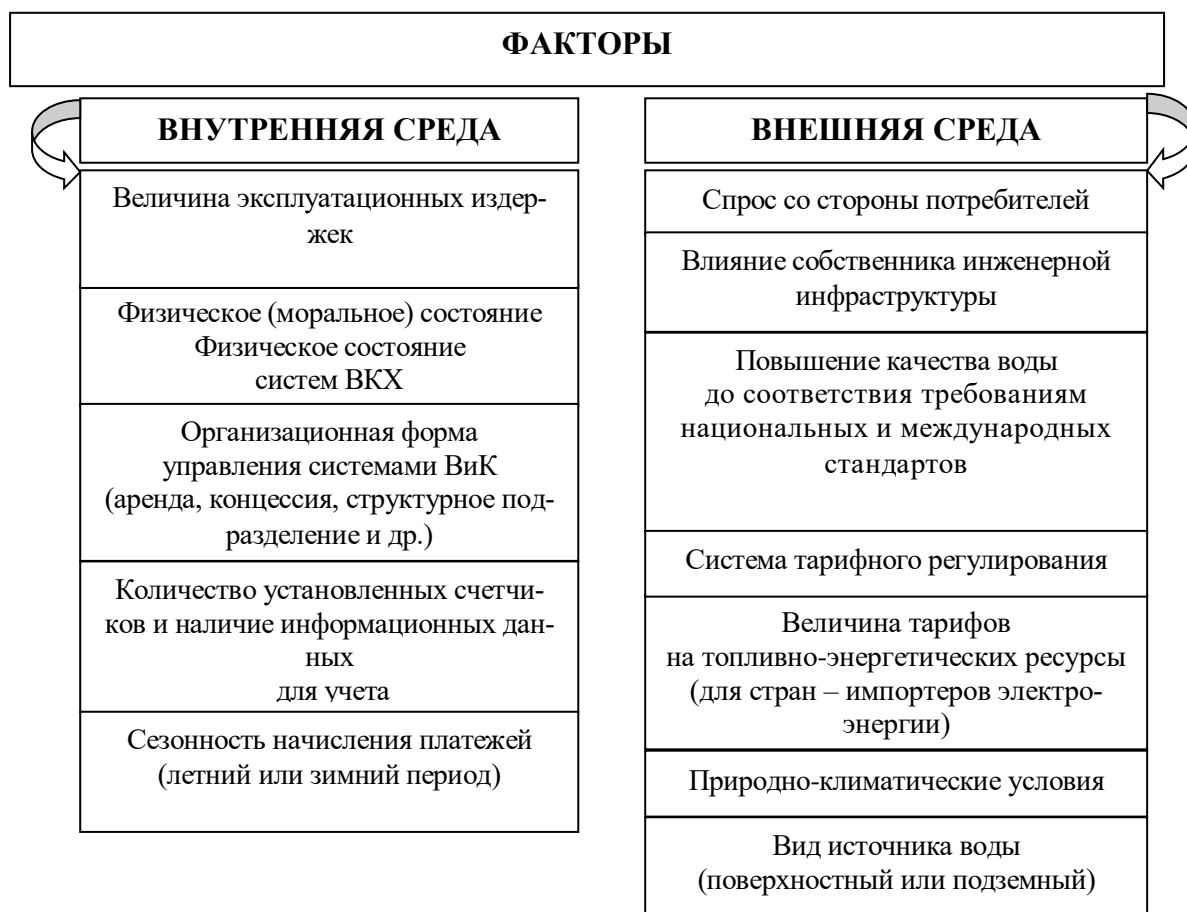 ФАКТОРЫ
ВНУТРЕННЯЯ СРЕДА
Величина эксплуатационных издер-
жек
Физическое (моральное) состояние
Физическое состояние
систем ВКХ
Организационная форма
управления системами ВиК
(аренда, концессия, структурное под-
разделение и др.)
Количество установленных счетчи-
ков и наличие информационных дан-
ных
для учета
Сезонность начисления платежей
(летний или зимний период)
ВНЕШНЯЯ СРЕДА
Спрос со стороны потребителей
Влияние собственника инженерной
инфраструктуры
Повышение качества воды
до соответствия требованиям
национальных и международных
стандартов
Система тарифного регулирования
Величина тарифов
на топливно-энергетических ресурсы
(для стран – импортеров электро-
энергии)
Природно-климатические условия
Вид источника воды
(поверхностный или подземный)